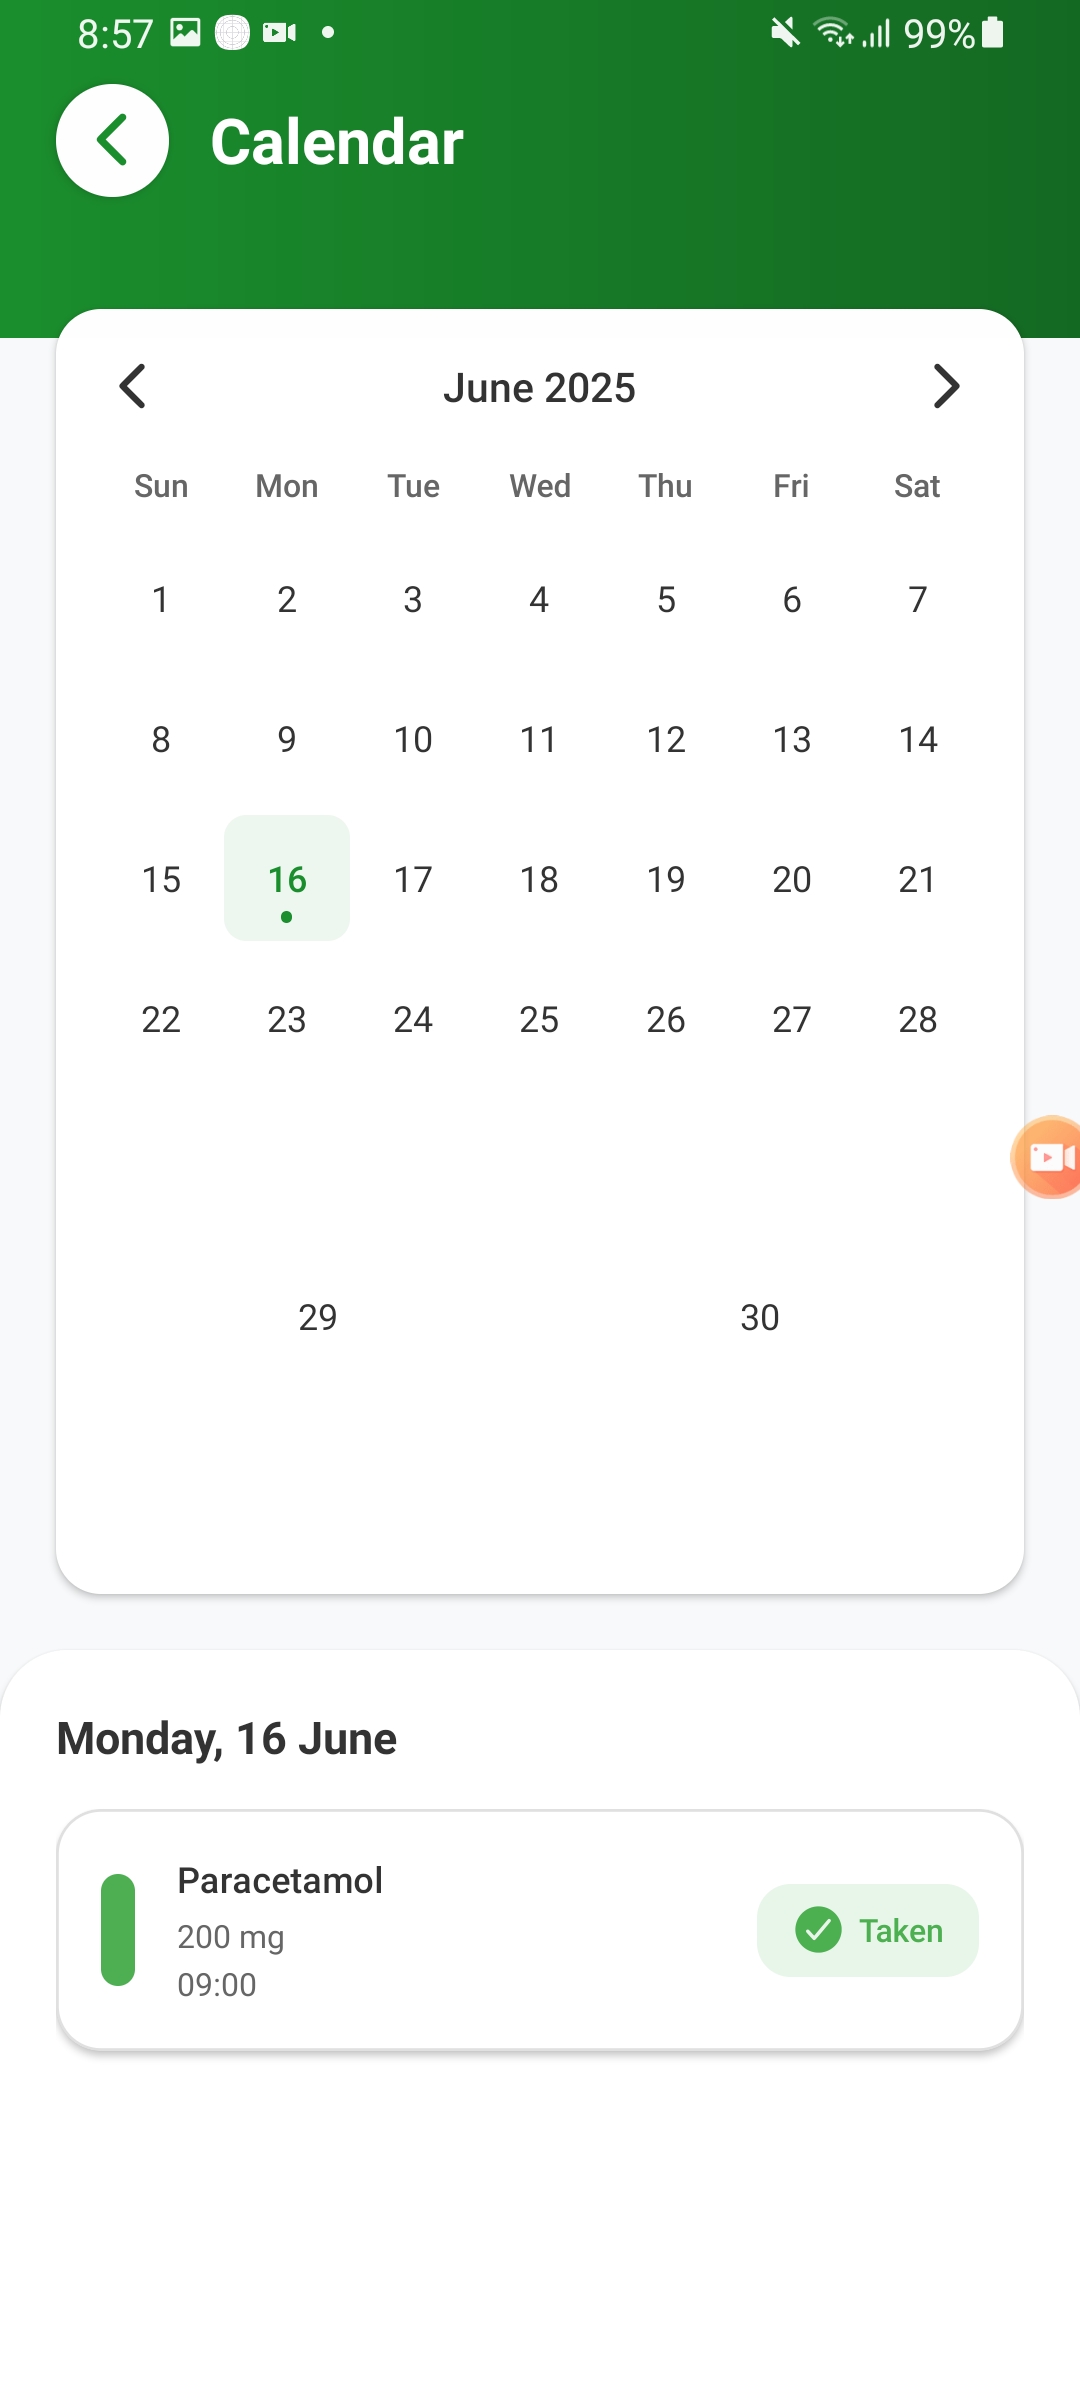 8:57 99%
Calendar
June 2025
Sun Mon Tue Wed Thu Fri Sat
1 2 3 4 5 6 7
8 9 10 11 12 13 14
15 16 17 18 19 20 21
22 23 24 25 26 27 28
29 30
Monday, 16 June
Paracetamol
200 mg
09:00
Taken